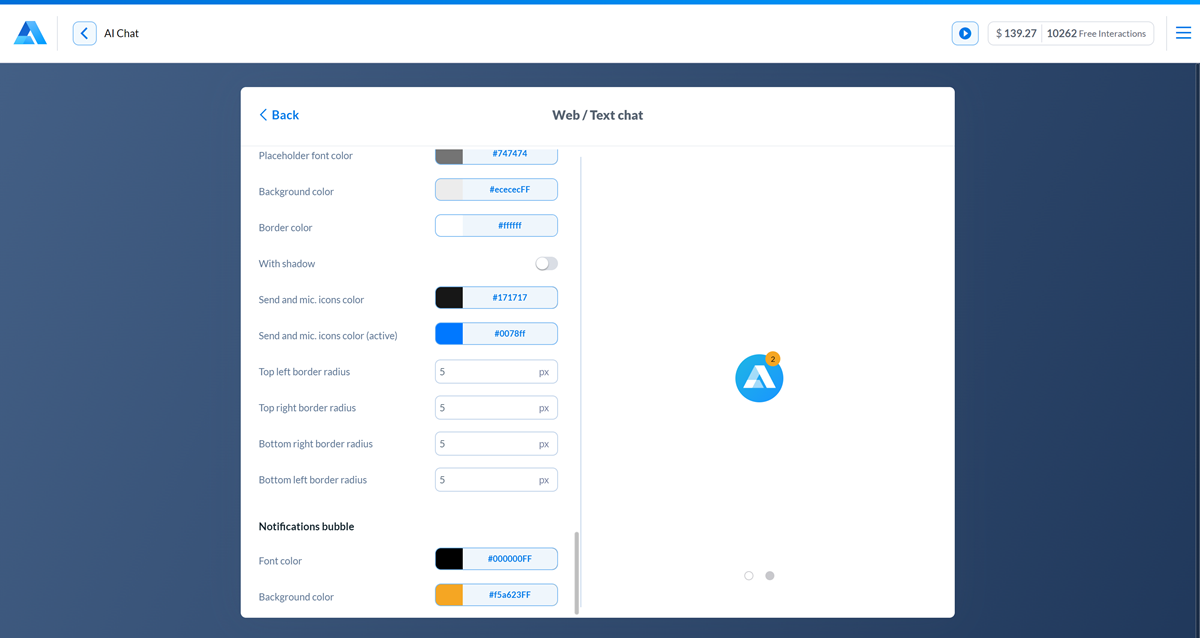 AI Chat
$ 139.27 10262 Free Interactions
Back
Web / Text chat
Placeholder font color #747474
Background color #ecececFF
Border color #ffffff
With shadow
Send and mic. icons color #171717
Send and mic. icons color (active) #0078ff
Top left border radius 5 px
Top right border radius 5 px
Bottom right border radius 5 px
Bottom left border radius 5 px
Notifications bubble
Font color #000000FF
Background color #f5a623FF
2